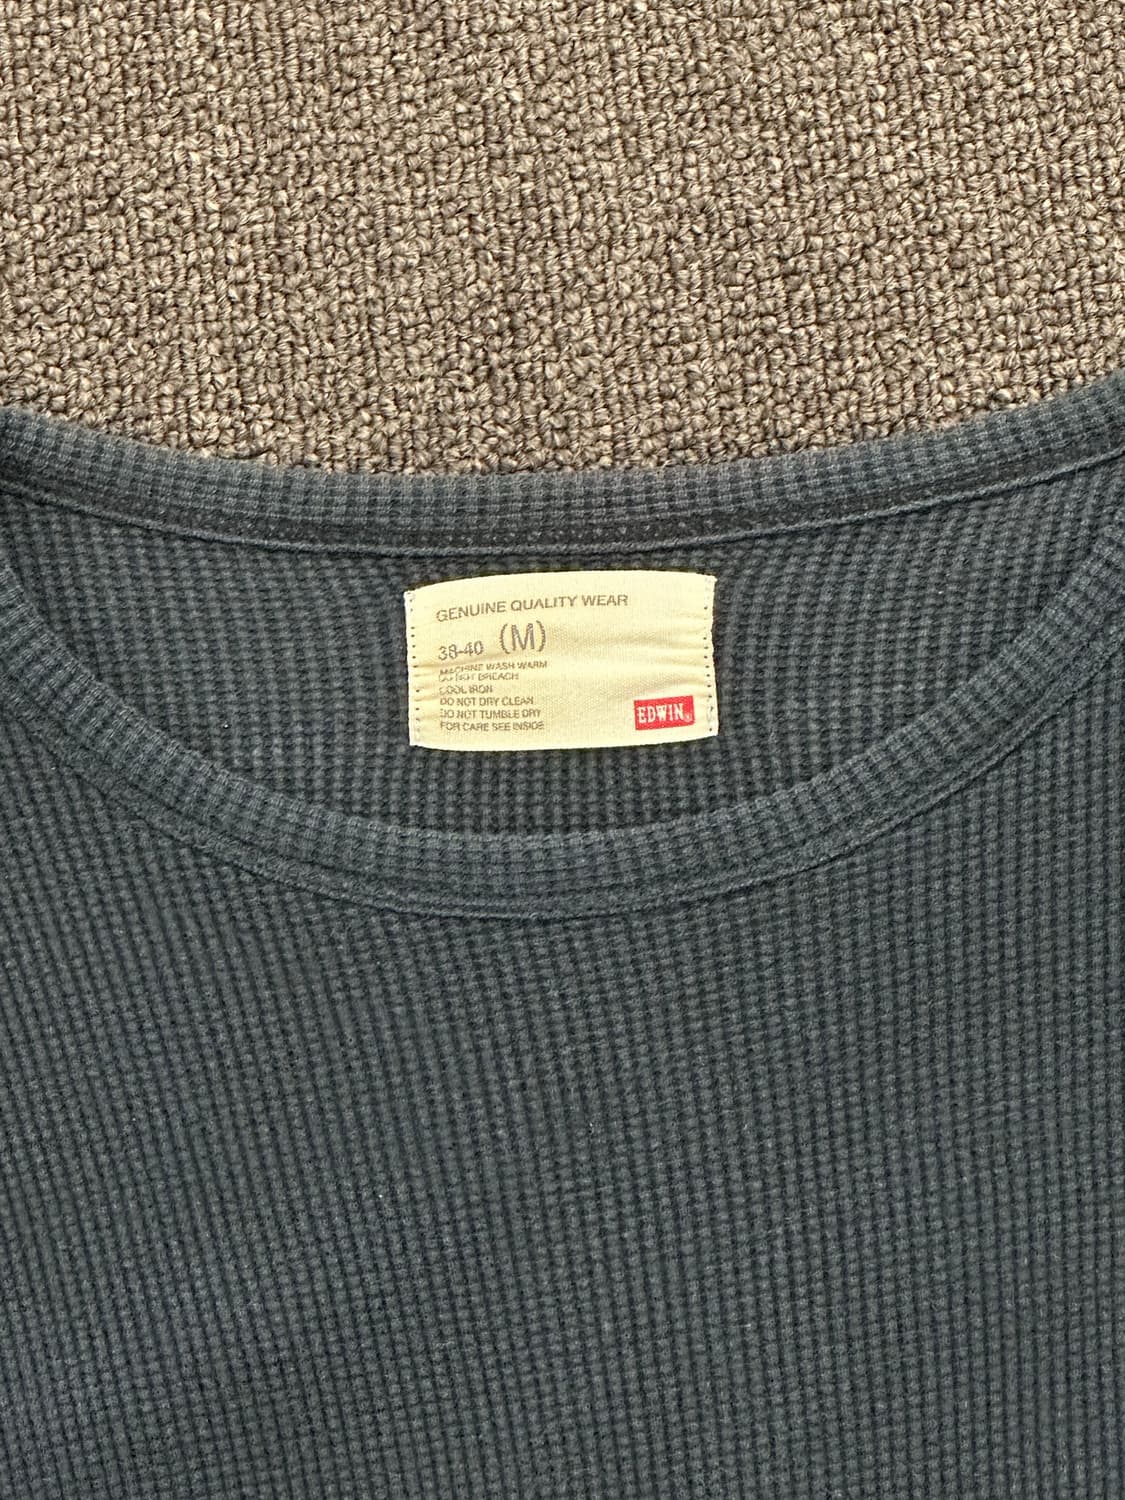 GENUINE QUALITY WEAR
38-40 (M)
MACHINE WASH WARM
DO NOT BREACH
COOL IRON
DO NOT DRY CLEAN
DO NOT TUMBLE DRY
FOR CARE SEE INSIDE
EDWIN®